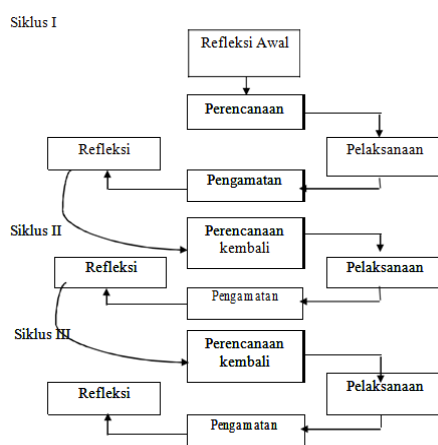 Siklus I
Refleksi Awal
Perencanaan
Refleksi
Pelaksanaan
Pengamatan
Siklus II
Perencanaan
kembali
Refleksi
Pelaksanaan
Pengamatan
Siklus III
Perencanaan
kembali
Refleksi
Pelaksanaan
Pengamatan